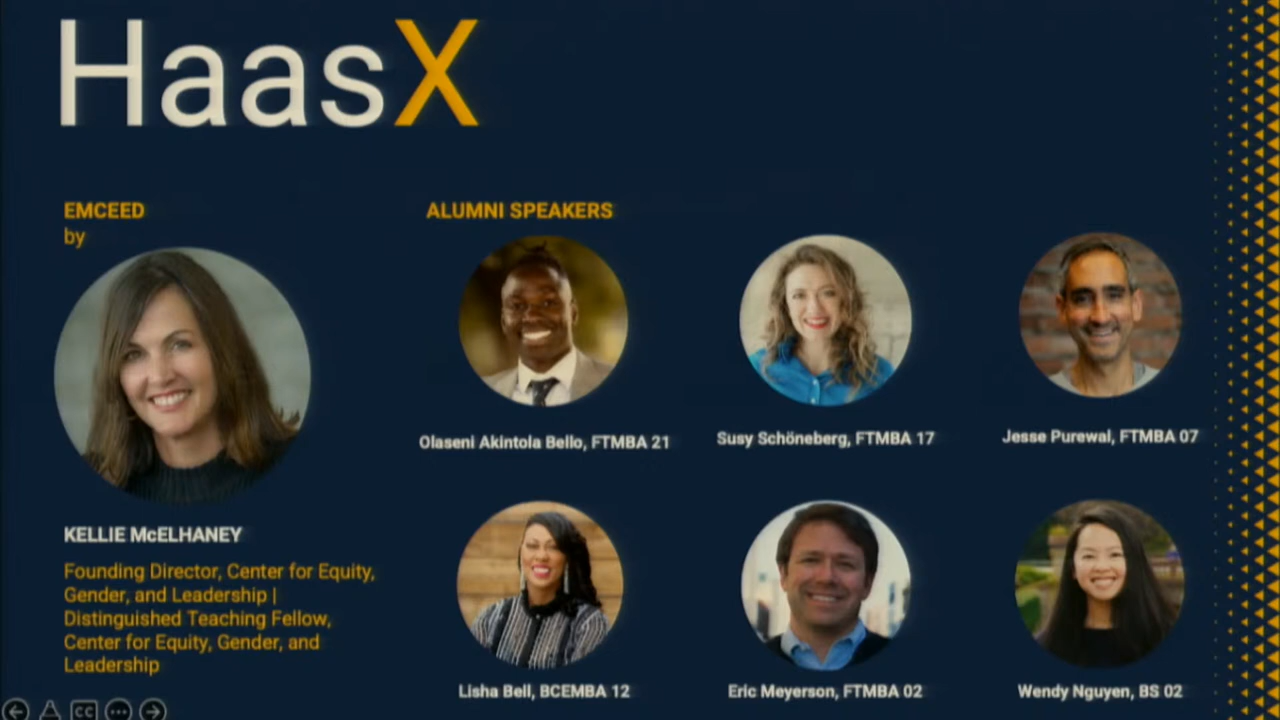 HaasX
EMCEED
by
KELLIE McELHANEY
Founding Director, Center for Equity,
Gender, and Leadership |
Distinguished Teaching Fellow,
Center for Equity, Gender, and
Leadership
ALUMNI SPEAKERS
Olaseni Akintola Bello, FTMBA 21
Susy Schöneberg, FTMBA 17
Jesse Purewal, FTMBA 07
Lisha Bell, BCEMBA 12
Eric Meyerson, FTMBA 02
Wendy Nguyen, BS 02
CC